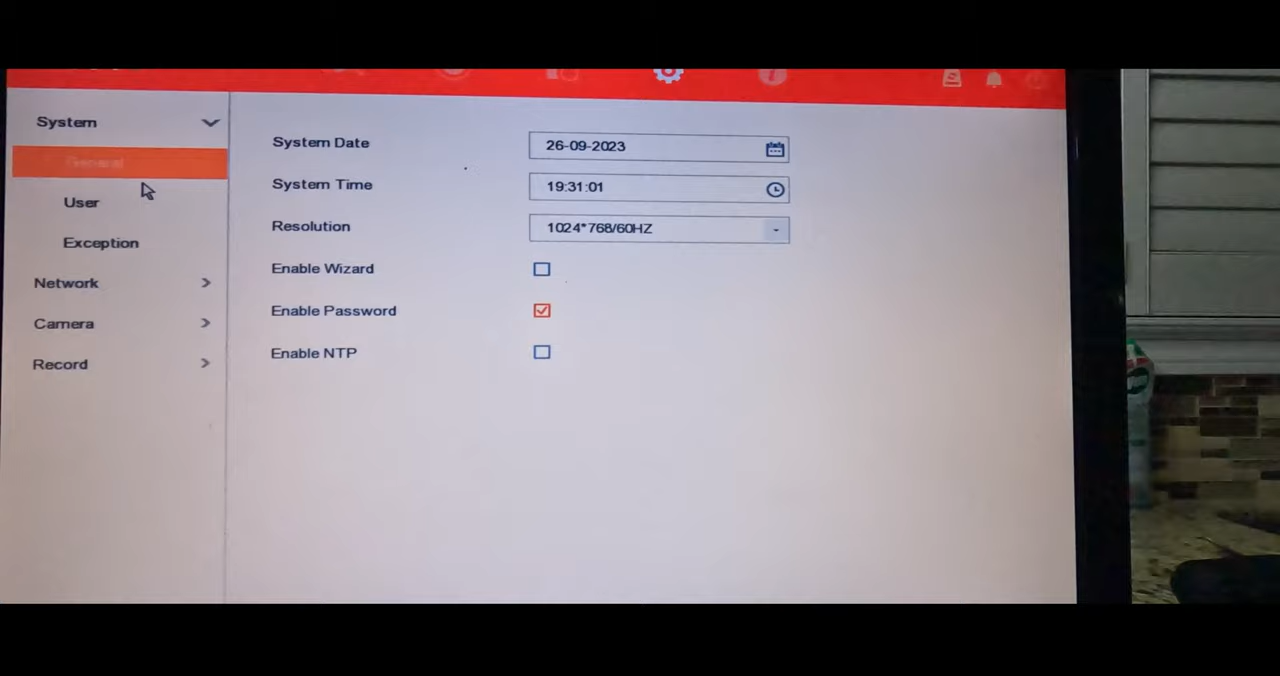 System
General
User
Exception
Network
Camera
Record
System Date 26-09-2023
System Time 19:31:01
Resolution 1024*768/60HZ
Enable Wizard
Enable Password
Enable NTP